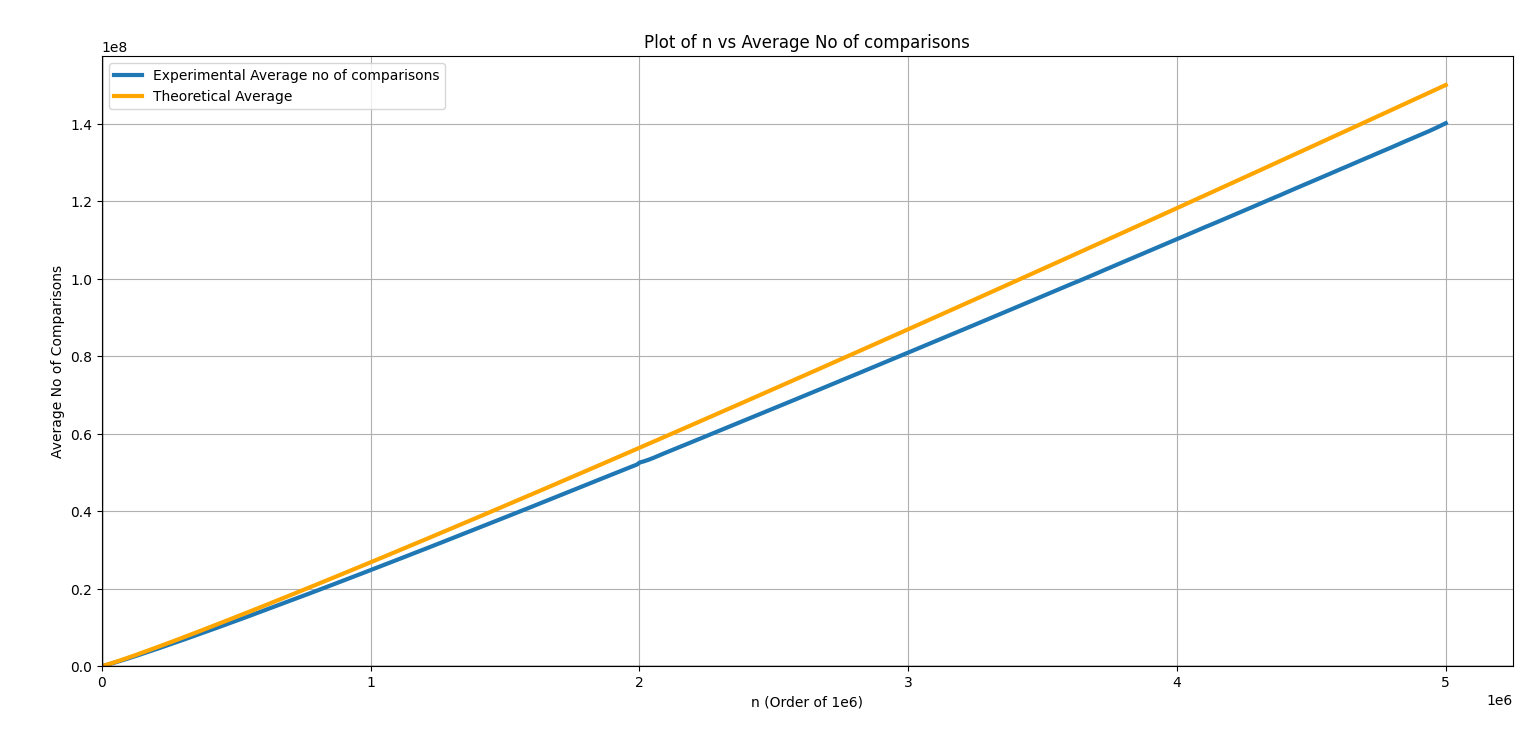 Plot of n vs Average No of comparisons
1e8
Experimental Average no of comparisons
Theoretical Average
Average No of Comparisons
1.4
1.2
1.0
0.8
0.6
0.4
0.2
0.0
0 1 2 3 4 5
n (Order of 1e6)
1e6